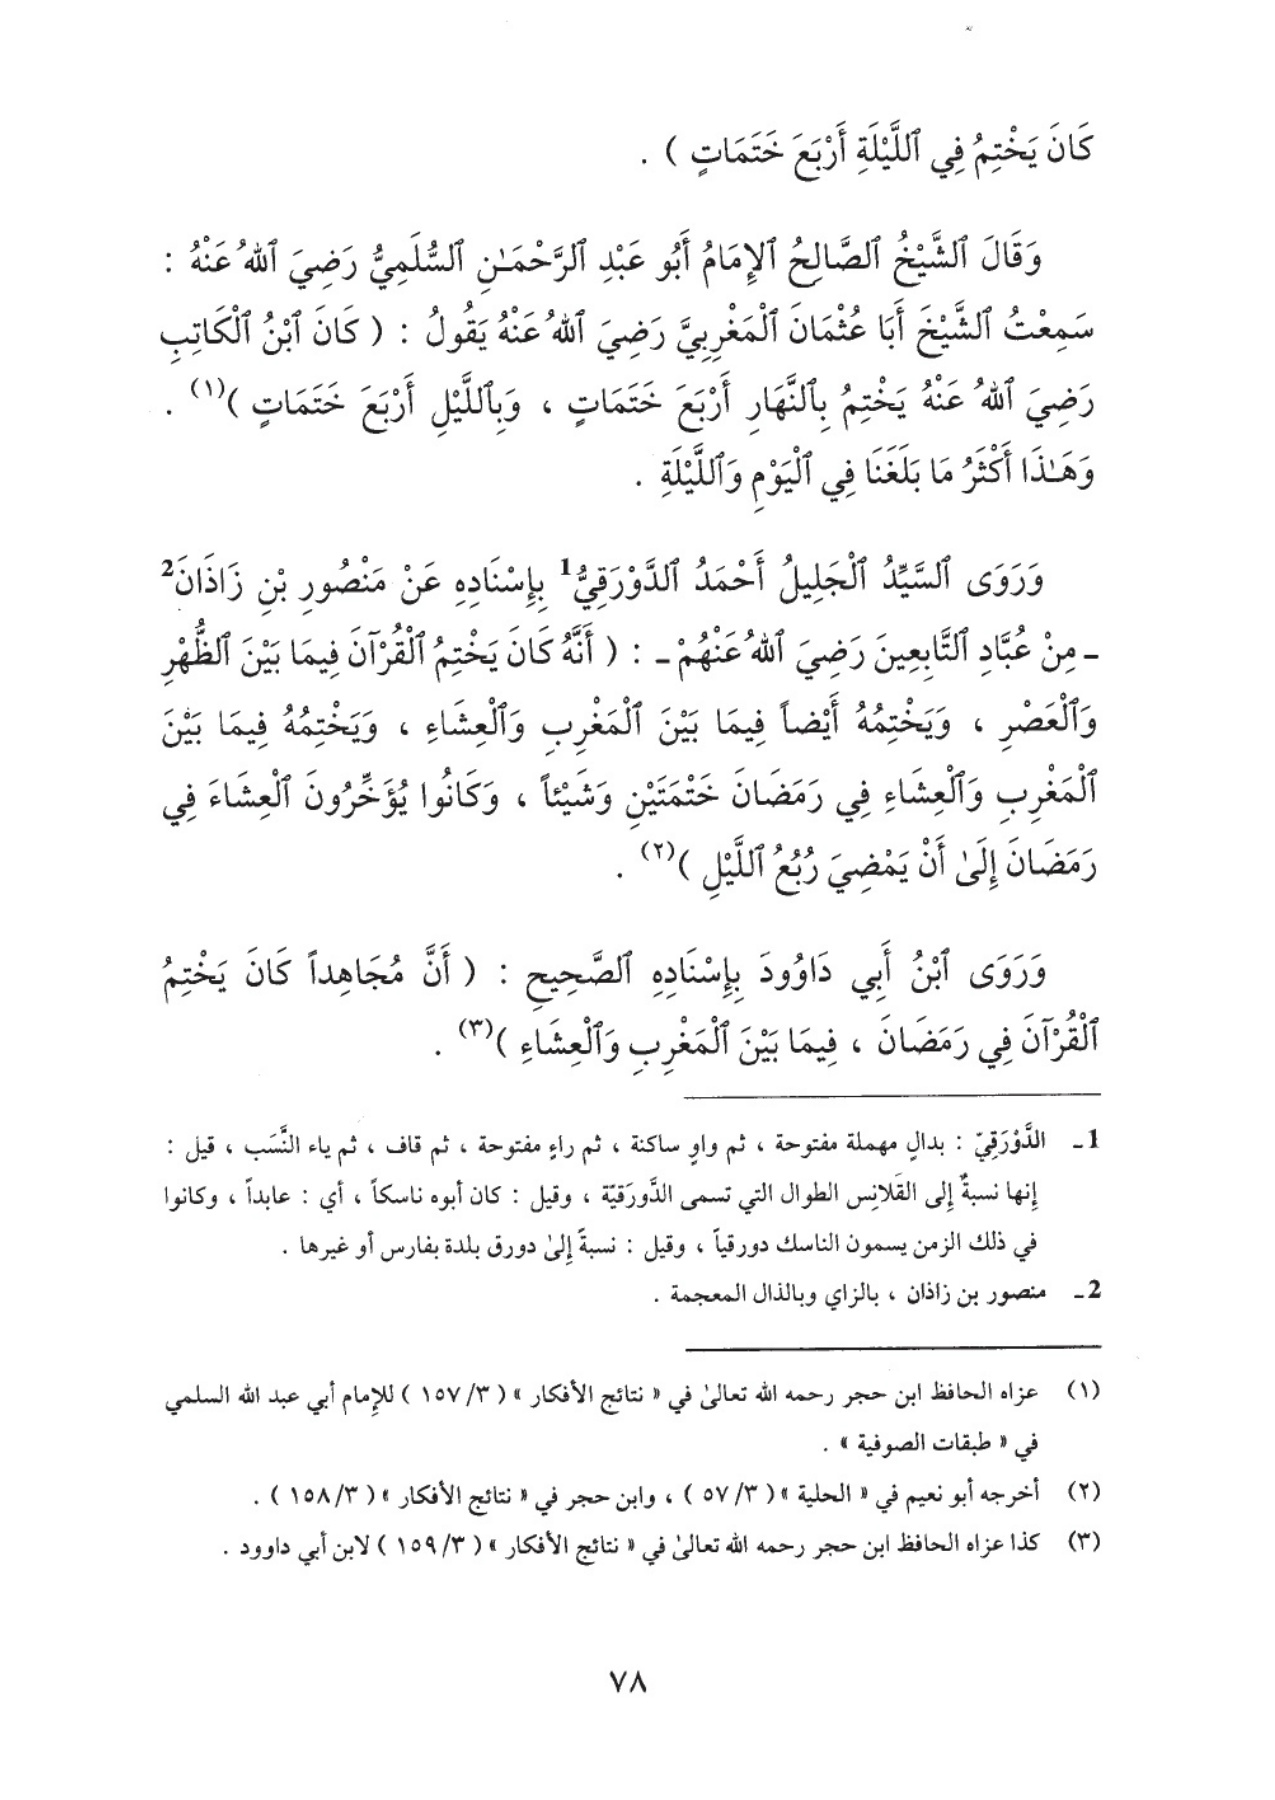 كَانَ يَخْتِمُ فِي ٱللَّيْلَةِ أَرْبَعَ خَتَمَاتٍ ) .
وَقَالَ ٱلشَّيْخُ ٱلصَّالِحُ ٱلإِمَامُ أَبُو عَبْدِ ٱلرَّحْمَـٰنِ ٱلسُّلَمِيُّ رَضِيَ ٱللهُ عَنْهُ :
سَمِعْتُ ٱلشَّيْخَ أَبَا عُثْمَانَ ٱلْمَغْرِبِيَّ رَضِيَ ٱللهُ عَنْهُ يَقُولُ : ( كَانَ ٱبْنُ ٱلْكَاتِبِ
رَضِيَ ٱللهُ عَنْهُ يَخْتِمُ بِٱلنَّهَارِ أَرْبَعَ خَتَمَاتٍ ، وَبِٱللَّيْلِ أَرْبَعَ خَتَمَاتٍ )(١) .
وَهَـٰذَا أَكْثَرُ مَا بَلَغَنَا فِي ٱلْيَوْمِ وَٱللَّيْلَةِ .
وَرَوَى ٱلسَّيِّدُ ٱلْجَلِيلُ أَحْمَدُ ٱلدَّوْرَقِيُّ1 بِإِسْنَادِهِ عَنْ مَنْصُورِ بْنِ زَاذَانَ2
ـ مِنْ عُبَّادِ ٱلتَّابِعِينَ رَضِيَ ٱللهُ عَنْهُمْ ـ : ( أَنَّهُ كَانَ يَخْتِمُ ٱلْقُرْآنَ فِيمَا بَيْنَ ٱلظُّهْرِ
وَٱلْعَصْرِ ، وَيَخْتِمُهُ أَيْضاً فِيمَا بَيْنَ ٱلْمَغْرِبِ وَٱلْعِشَاءِ ، وَيَخْتِمُهُ فِيمَا بَيْنَ
ٱلْمَغْرِبِ وَٱلْعِشَاءِ فِي رَمَضَانَ خَتْمَتَيْنِ وَشَيْئاً ، وَكَانُوا يُؤَخِّرُونَ ٱلْعِشَاءَ فِي
رَمَضَانَ إِلَىٰ أَنْ يَمْضِيَ رُبُعُ ٱللَّيْلِ )(٢) .
وَرَوَى ٱبْنُ أَبِي دَاوُودَ بِإِسْنَادِهِ ٱلصَّحِيحِ : ( أَنَّ مُجَاهِداً كَانَ يَخْتِمُ
ٱلْقُرْآنَ فِي رَمَضَانَ ، فِيمَا بَيْنَ ٱلْمَغْرِبِ وَٱلْعِشَاءِ )(٣) .
1 ـ الدَّوْرَقِيّ : بدالٍ مهملة مفتوحة ، ثم واوٍ ساكنة ، ثم راءٍ مفتوحة ، ثم قاف ، ثم ياء النَّسَب ، قيل :
إنها نسبةٌ إلى القَلانِس الطوال التي تسمى الدَّورَقيّة ، وقيل : كان أبوه ناسكاً ، أي : عابداً ، وكانوا
في ذلك الزمن يسمون الناسك دورقياً ، وقيل : نسبةً إلىٰ دورق بلدة بفارس أو غيرها .
2 ـ منصور بن زاذان ، بالزاي وبالذال المعجمة .
(١) عزاه الحافظ ابن حجر رحمه الله تعالىٰ في « نتائج الأفكار » ( ٣/ ١٥٧ ) للإمام أبي عبد الله السلمي
في « طبقات الصوفية » .
(٢) أخرجه أبو نعيم في « الحلية » ( ٣/ ٥٧ ) ، وابن حجر في « نتائج الأفكار » ( ٣/ ١٥٨ ) .
(٣) كذا عزاه الحافظ ابن حجر رحمه الله تعالىٰ في « نتائج الأفكار » ( ٣/ ١٥٩ ) لابن أبي داوود .
٧٨